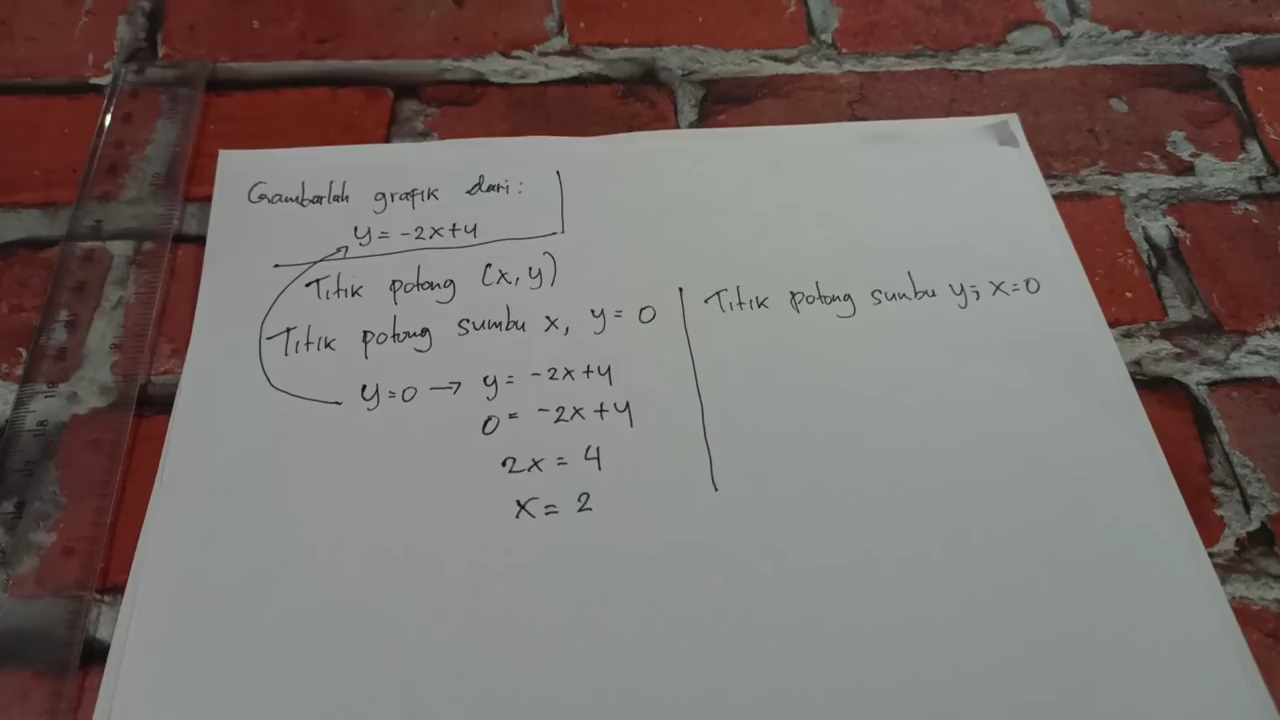 Gambarlah grafik dari:
y = -2x+4
Titik potong (x, y)
Titik potong sumbu x, y = 0
y=0 → y = -2x+4
0 = -2x+4
2x = 4
x = 2
Titik potong sumbu y; x=0